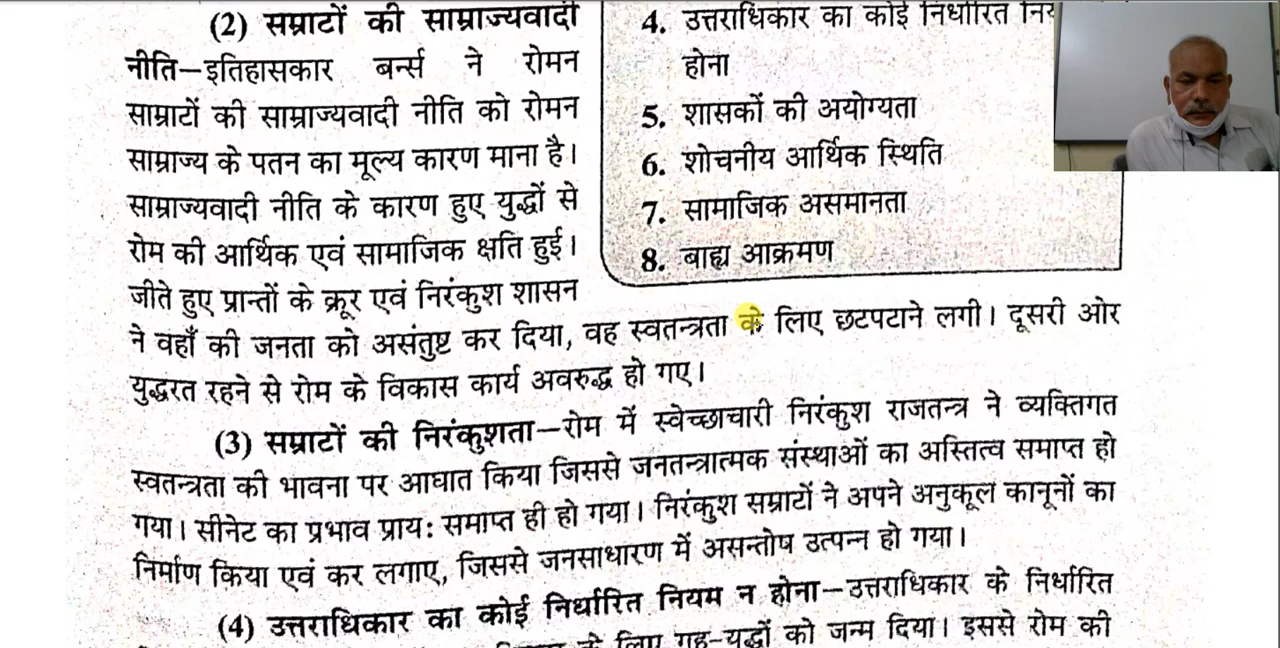 (2) सम्राटों की साम्राज्यवादी
नीति—इतिहासकार बर्न्स ने रोमन
साम्राटों की साम्राज्यवादी नीति को रोमन
साम्राज्य के पतन का मूल्य कारण माना है।
साम्राज्यवादी नीति के कारण हुए युद्धों से
रोम की आर्थिक एवं सामाजिक क्षति हुई।
जीते हुए प्रान्तों के क्रूर एवं निरंकुश शासन
4. उत्तराधिकार का कोई निर्धारित
होना
5. शासकों की अयोग्यता
6. शोचनीय आर्थिक स्थिति
7. सामाजिक असमानता
8. बाह्य आक्रमण
ने वहाँ की जनता को असंतुष्ट कर दिया, वह स्वतन्त्रता के लिए छटपटाने लगी। दूसरी ओर
युद्धरत रहने से रोम के विकास कार्य अवरुद्ध हो गए।
(3) सम्राटों की निरंकुशता—रोम में स्वेच्छाचारी निरंकुश राजतन्त्र ने व्यक्तिगत
स्वतन्त्रता की भावना पर आघात किया जिससे जनतन्त्रात्मक संस्थाओं का अस्तित्व समाप्त हो
गया। सीनेट का प्रभाव प्राय: समाप्त ही हो गया। निरंकुश सम्राटों ने अपने अनुकूल कानूनों का
निर्माण किया एवं कर लगाए, जिससे जनसाधारण में असन्तोष उत्पन्न हो गया।
(4) उत्तराधिकार का कोई निर्धारित नियम न होना—उत्तराधिकार के निर्धारित
के लिए गृह-युद्धों को जन्म दिया। इससे रोम की